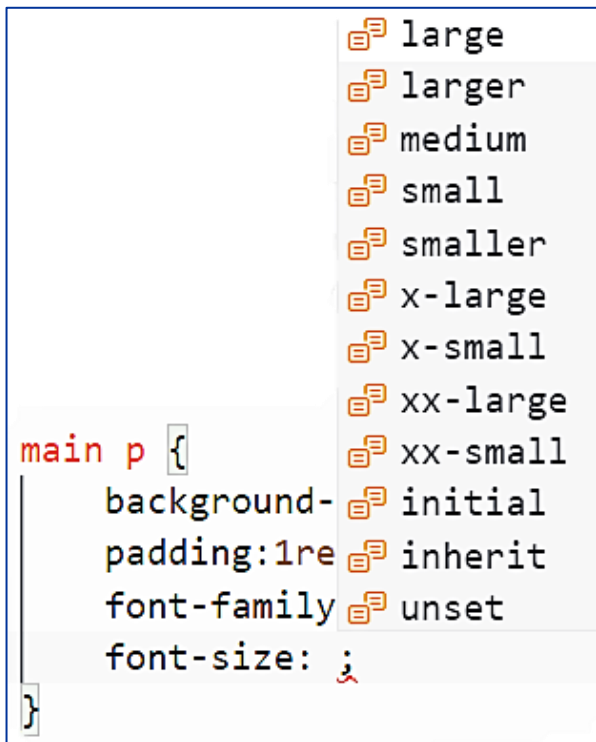 large
larger
medium
small
smaller
x-large
x-small
xx-large
xx-small
initial
inherit
unset
main p {
background-
padding:1re
font-family
font-size: ;
}